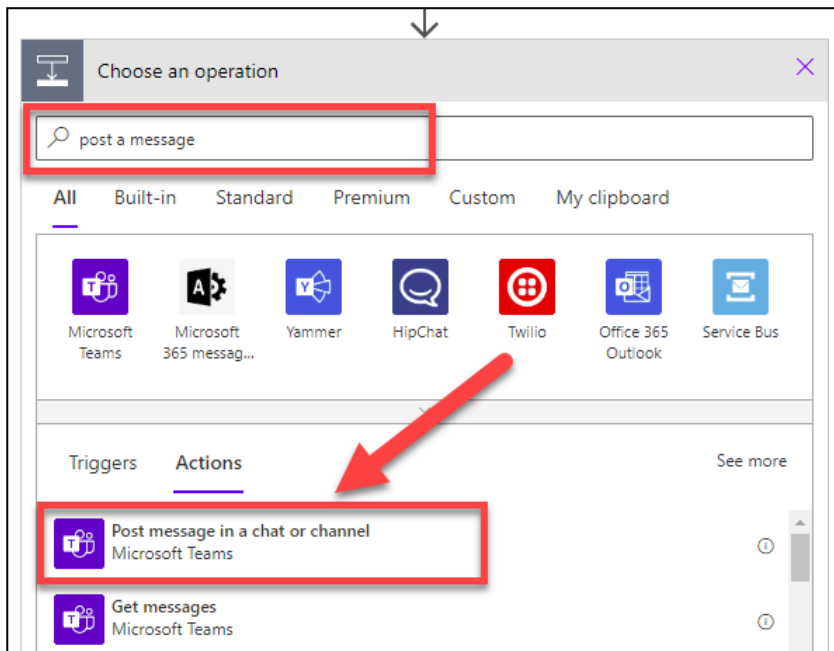 Choose an operation
post a message
All Built-in Standard Premium Custom My clipboard
Microsoft Teams
Microsoft 365 messag...
Yammer
HipChat
Twilio
Office 365 Outlook
Service Bus
Triggers Actions See more
Post message in a chat or channel
Microsoft Teams
Get messages
Microsoft Teams